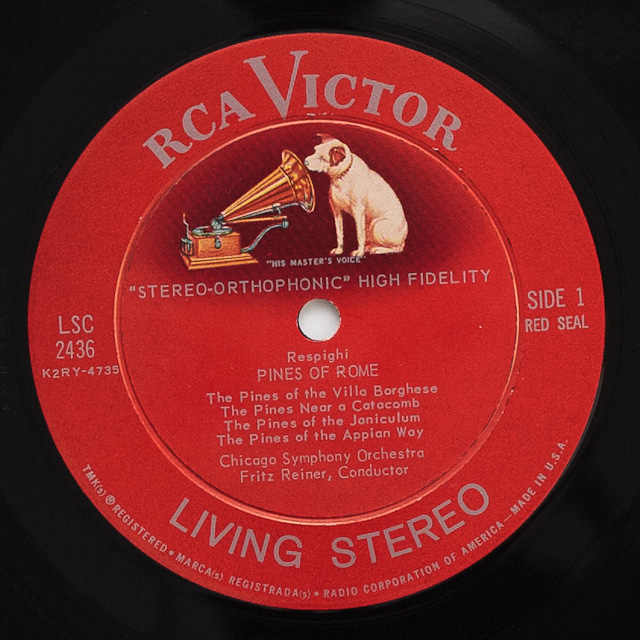 RCA VICTOR
"HIS MASTER'S VOICE"
"STEREO-ORTHOPHONIC" HIGH FIDELITY
LSC
2436
K2RY-4735
SIDE 1
RED SEAL
Respighi
PINES OF ROME
The Pines of the Villa Borghese
The Pines Near a Catacomb
The Pines of the Janiculum
The Pines of the Appian Way
Chicago Symphony Orchestra
Fritz Reiner, Conductor
LIVING STEREO
TMK(s) ® REGISTERED • MARCA(s) REGISTRADA(s) • RADIO CORPORATION OF AMERICA—MADE IN U.S.A.